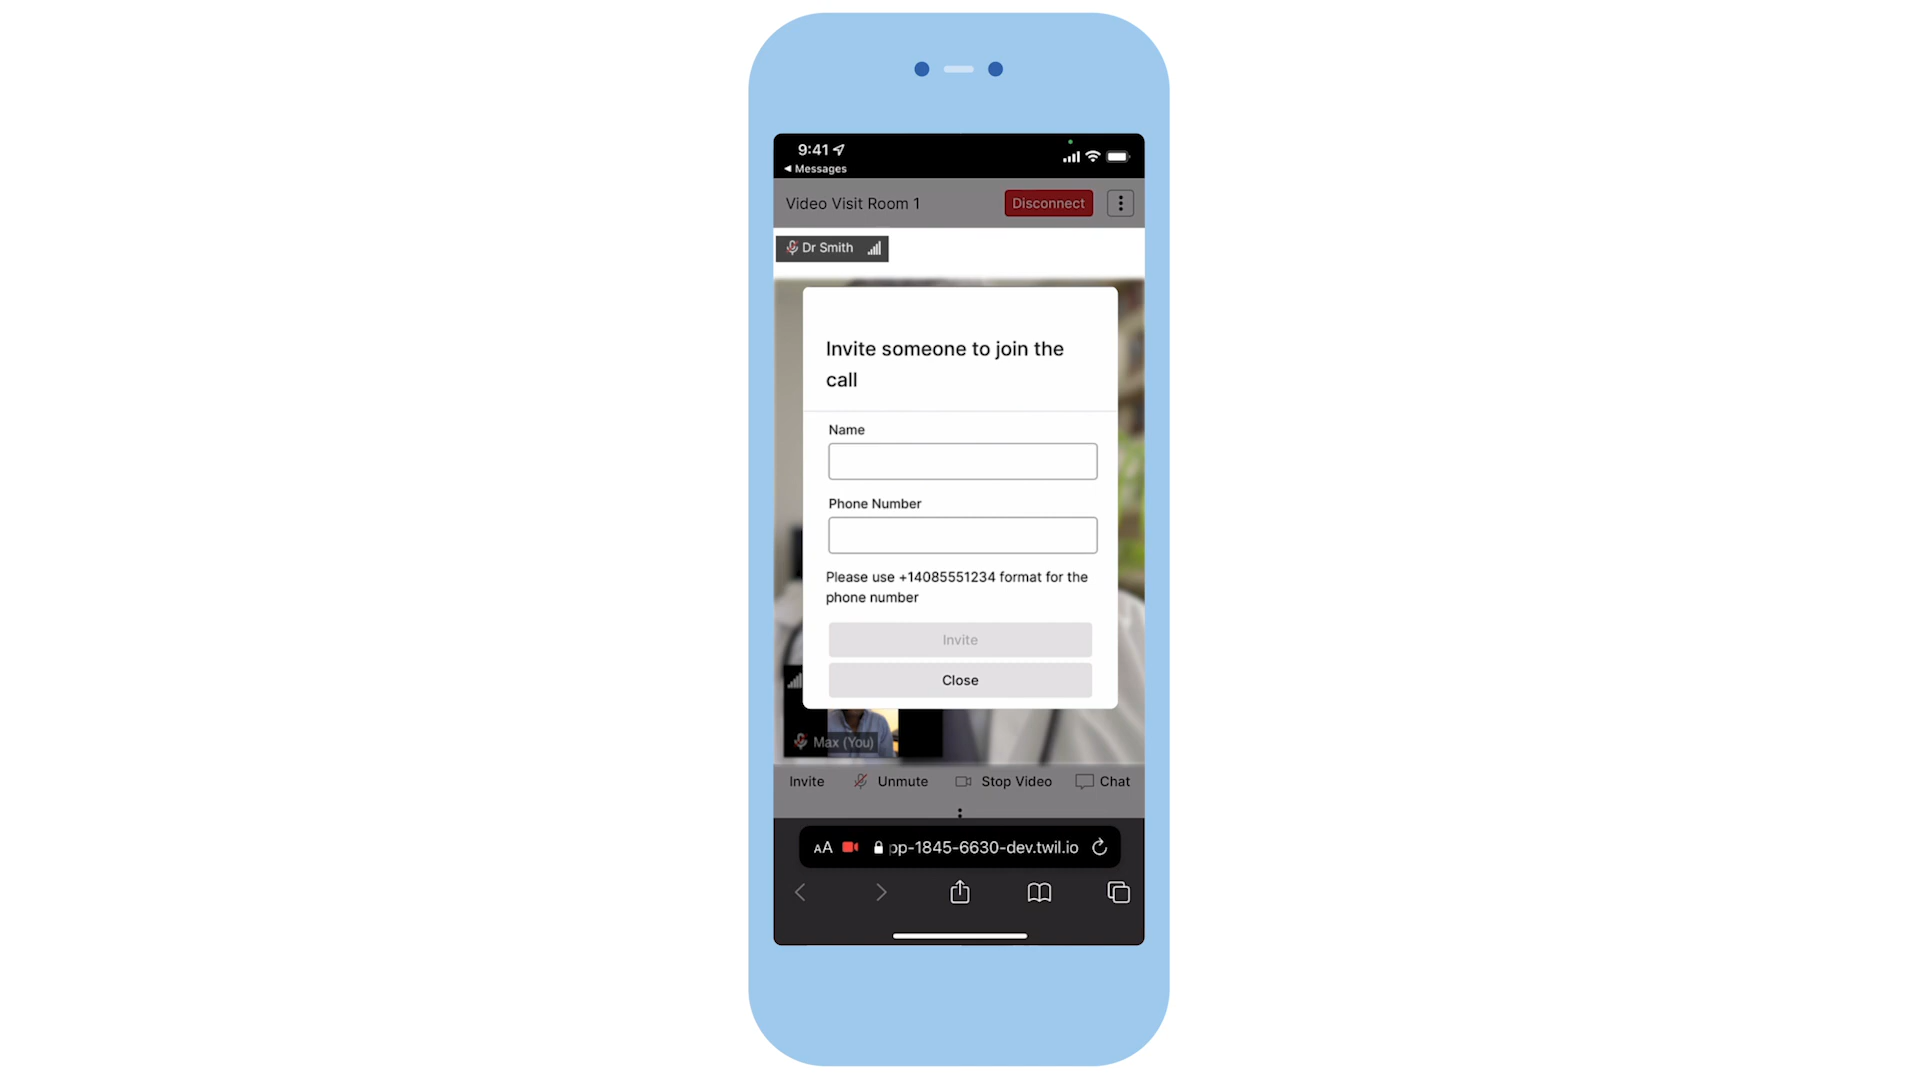 9:41
Messages
Video Visit Room 1
Disconnect
Dr Smith
Invite someone to join the
call
Name
Phone Number
Please use +14085551234 format for the
phone number
Invite
Close
Max (You)
Invite
Unmute
Stop Video
Chat
AA
pp-1845-6630-dev.twil.io